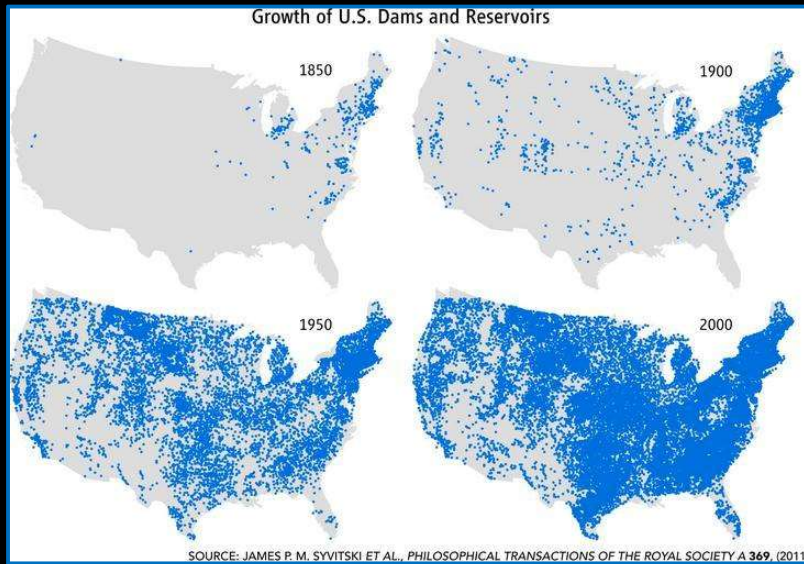 Growth of U.S. Dams and Reservoirs
1850
1900
1950
2000
SOURCE: JAMES P. M. SYVITSKI ET AL., PHILOSOPHICAL TRANSACTIONS OF THE ROYAL SOCIETY A 369, (2011